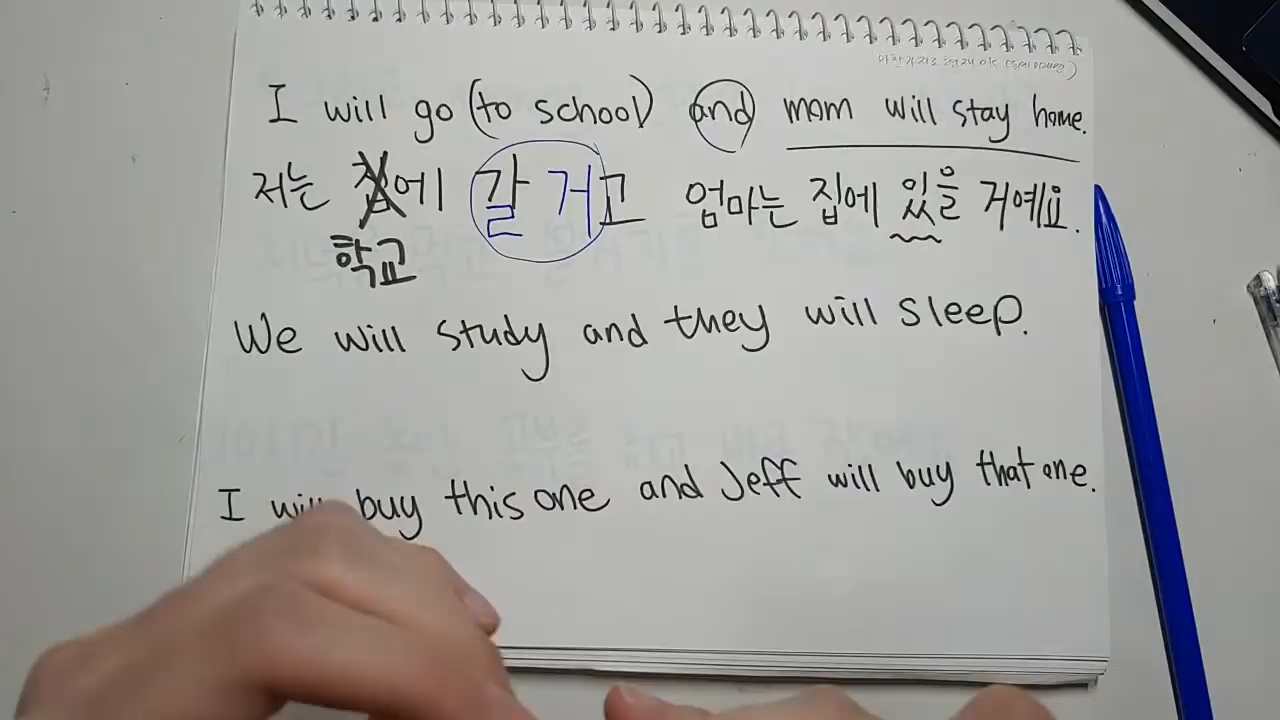 I will go (to school) and mom will stay home.
저는 집에 갈 거고 엄마는 집에 있을 거예요.
학교
We will study and they will sleep.
I will buy this one and Jeff will buy that one.